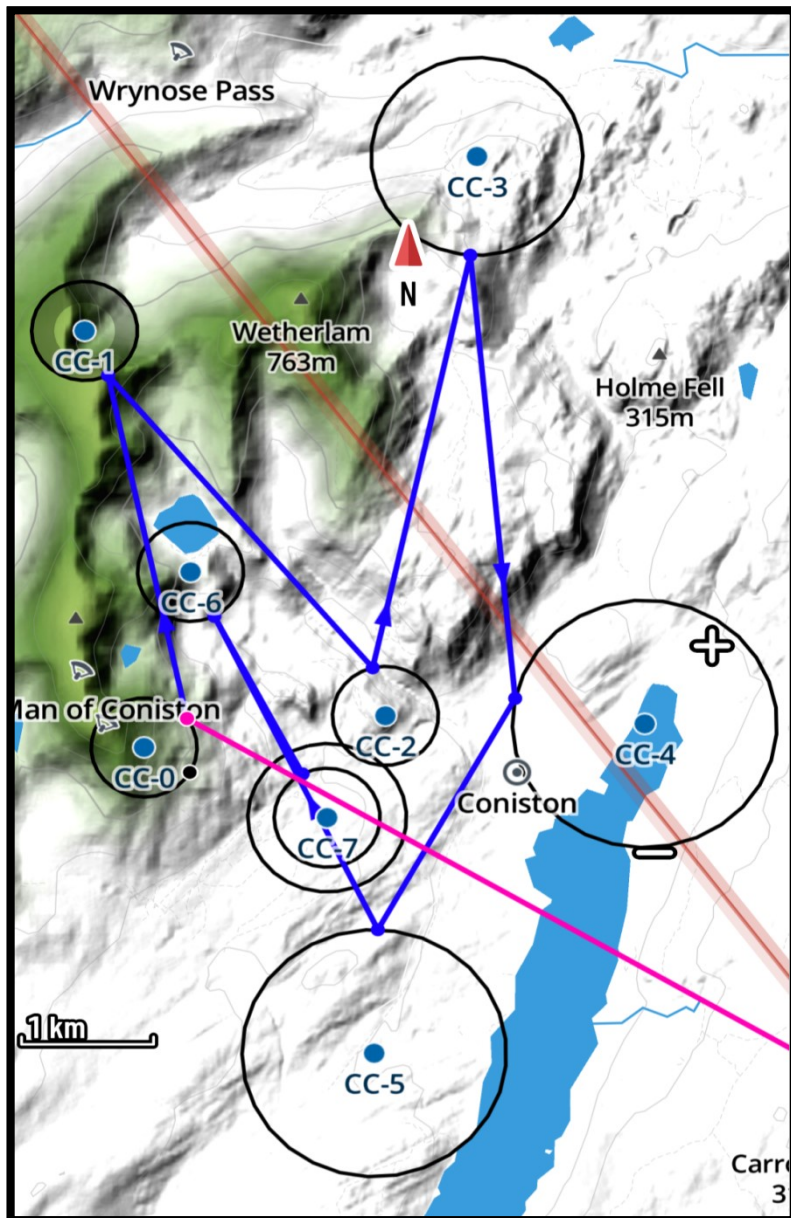 Wrynose Pass
CC-3
N
CC-1
Wetherlam
763m
Holme Fell
315m
CC-6
Man of Coniston
CC-0
CC-2
CC-4
Coniston
CC-7
1 km
CC-5